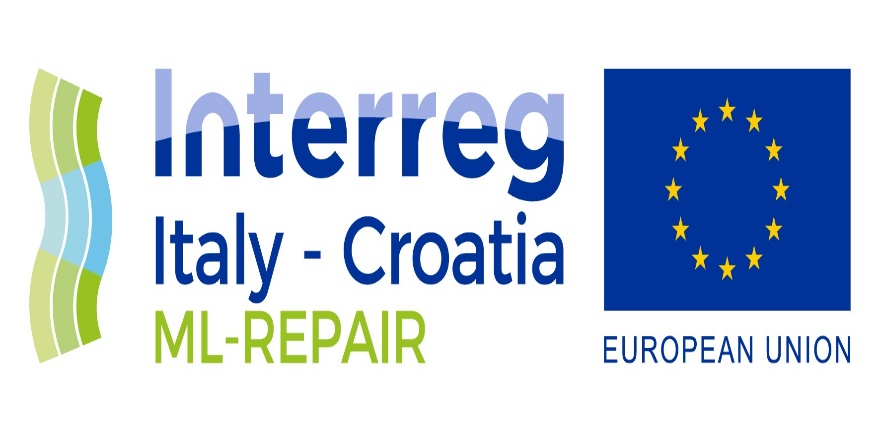 Interreg
Italy - Croatia
ML-REPAIR
EUROPEAN UNION